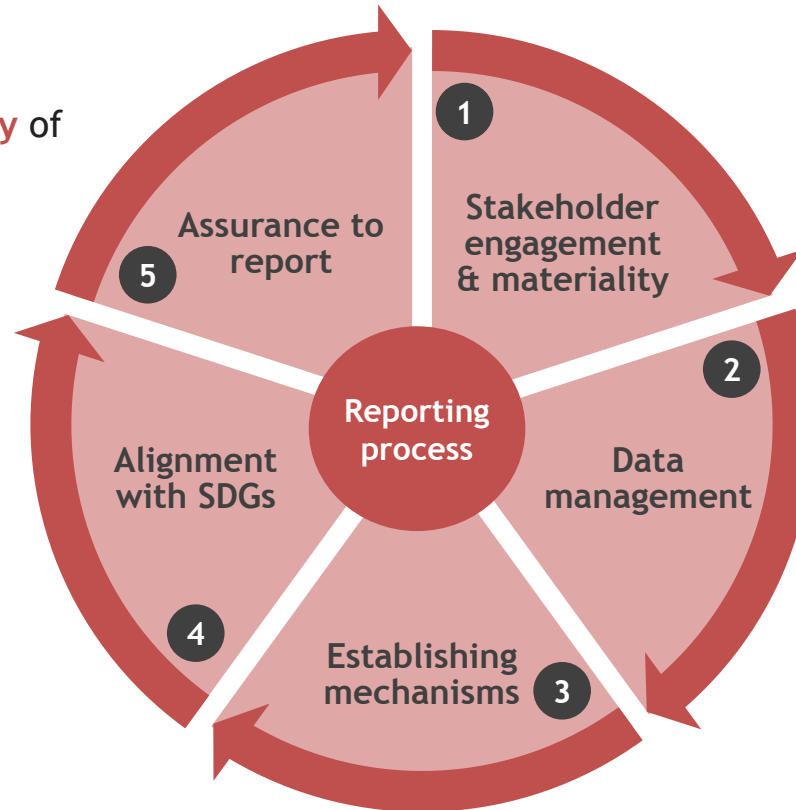 y of
1
Stakeholder
engagement
& materiality
2
Data
management
3
Establishing
mechanisms
4
Alignment
with SDGs
5
Assurance to
report
Reporting
process